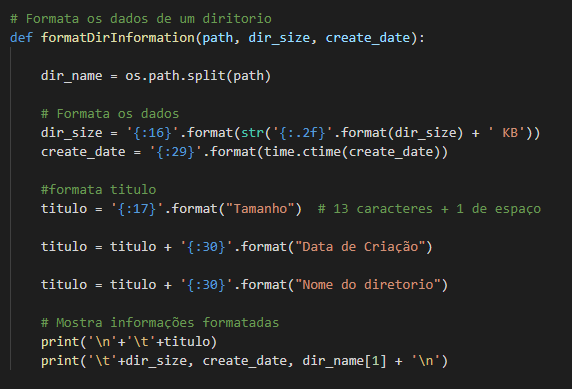 # Formata os dados de um diritorio
def formatDirInformation(path, dir_size, create_date):
dir_name = os.path.split(path)
# Formata os dados
dir_size = '{:16}'.format(str('{:.2f}'.format(dir_size) + ' KB'))
create_date = '{:29}'.format(time.ctime(create_date))
#formata titulo
titulo = '{:17}'.format("Tamanho")  # 13 caracteres + 1 de espaço
titulo = titulo + '{:30}'.format("Data de Criação")
titulo = titulo + '{:30}'.format("Nome do diretorio")
# Mostra informações formatadas
print('\n'+'\t'+titulo)
print('\t'+dir_size, create_date, dir_name[1] + '\n')